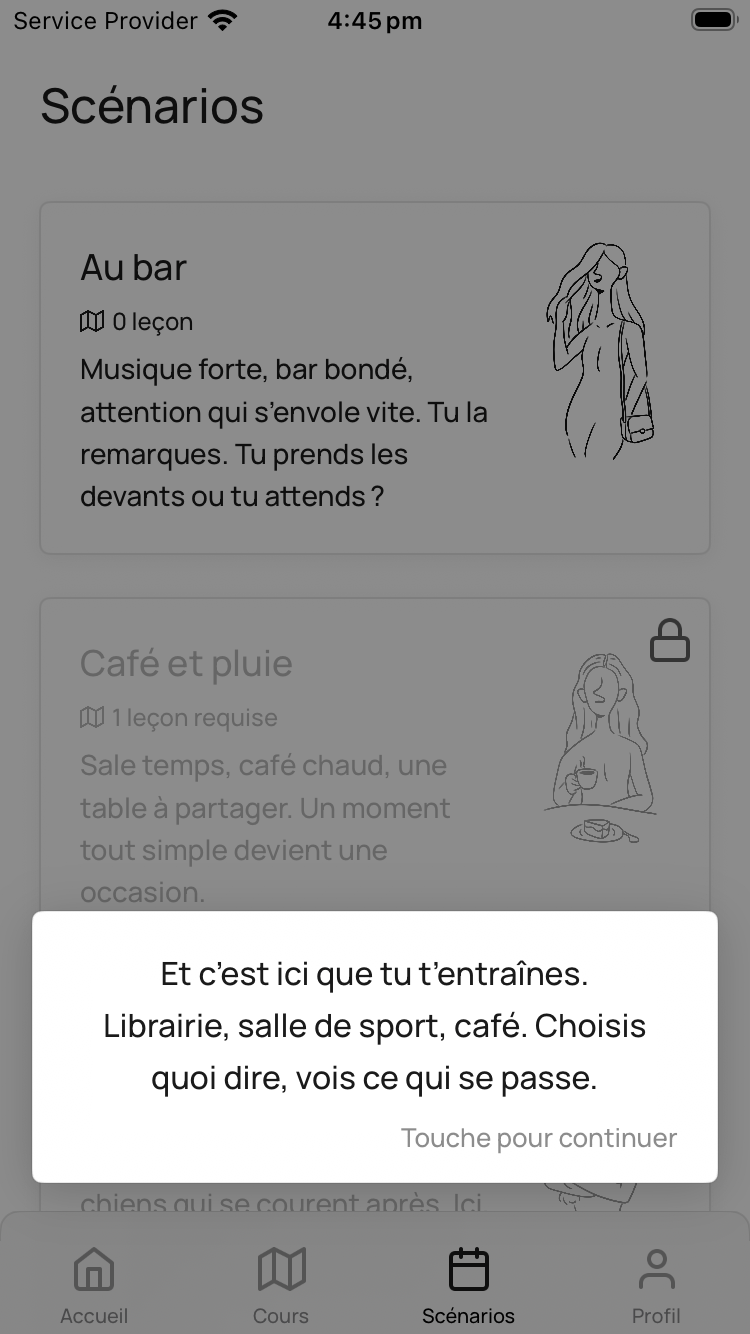 Service Provider
4:45 pm
Scénarios
Au bar
0 leçon
Musique forte, bar bondé,
attention qui s’envole vite. Tu la
remarques. Tu prends les
devants ou tu attends ?
Café et pluie
1 leçon requise
Sale temps, café chaud, une
table à partager. Un moment
tout simple devient une
occasion.
Et c’est ici que tu t’entraînes.
Librairie, salle de sport, café. Choisis
quoi dire, vois ce qui se passe.
Touche pour continuer
chiens qui se courent après. Ici
Accueil
Cours
Scénarios
Profil